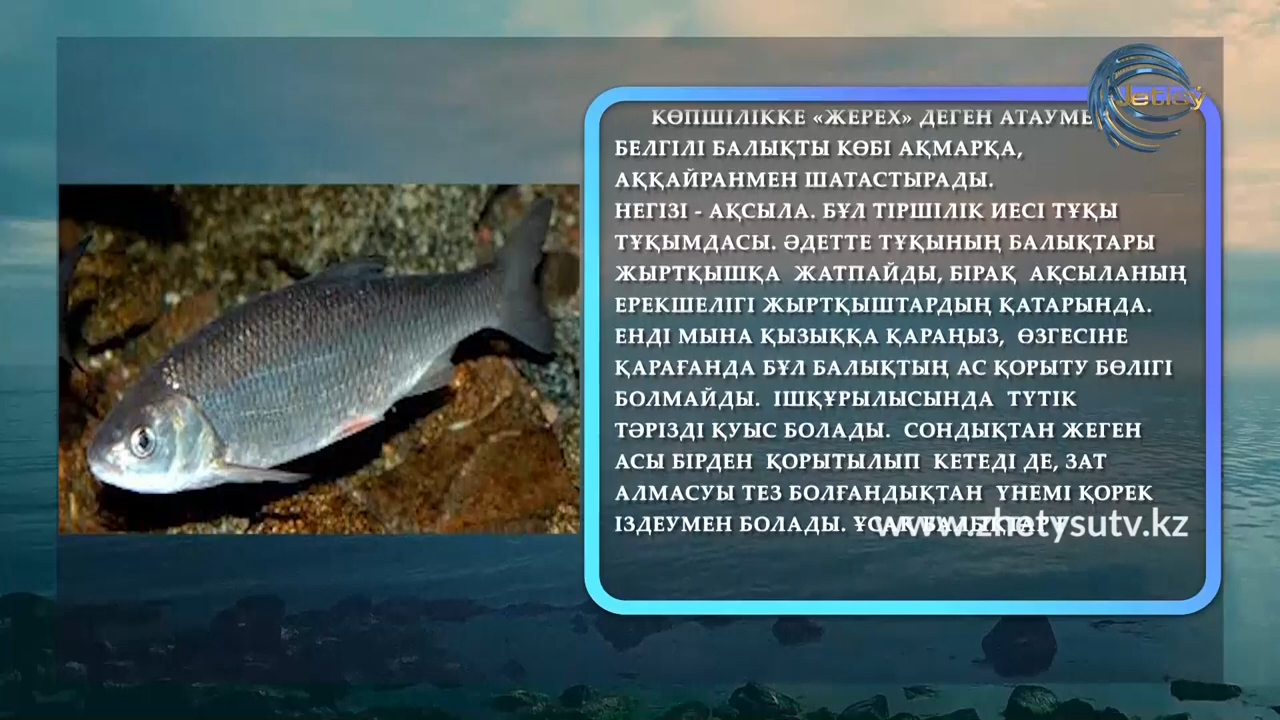 Jetisý
КӨПШІЛІККЕ «ЖЕРЕХ» ДЕГЕН
БЕЛГІЛІ БАЛЫҚТЫ КӨБІ АҚМАРҚА,
АҚҚАЙРАНМЕН ШАТАСТЫРАДЫ.
НЕГІЗІ - АҚСЫЛА. БҰЛ ТІРШІЛІК ИЕСІ ТҰҚЫ
ТҰҚЫМДАСЫ. ӘДЕТТЕ ТҰҚЫНЫҢ БАЛЫҚТАРЫ
ЖЫРТҚЫШҚА ЖАТПАЙДЫ, БІРАҚ АҚСЫЛАНЫҢ
ЕРЕКШЕЛІГІ ЖЫРТҚЫШТАРДЫҢ ҚАТАРЫНДА.
ЕНДІ МЫНА ҚЫЗЫҚҚА ҚАРАҢЫЗ, ӨЗГЕСІНЕ
ҚАРАҒАНДА БҰЛ БАЛЫҚТЫҢ АС ҚОРЫТУ БӨЛІГІ
БОЛМАЙДЫ. ІШҚҰРЫЛЫСЫНДА ТҮТІК
ТӘРІЗДІ ҚУЫС БОЛАДЫ. СОНДЫҚТАН ЖЕГЕН
АСЫ БІРДЕН ҚОРЫТЫЛЫП КЕТЕДІ ДЕ, ЗАТ
АЛМАСУЫ ТЕЗ БОЛҒАНДЫҚТАН ҮНЕМІ ҚОРЕК
ІЗДЕУМЕН БОЛАДЫ. ҰСАҚ
www.zhetysutv.kz